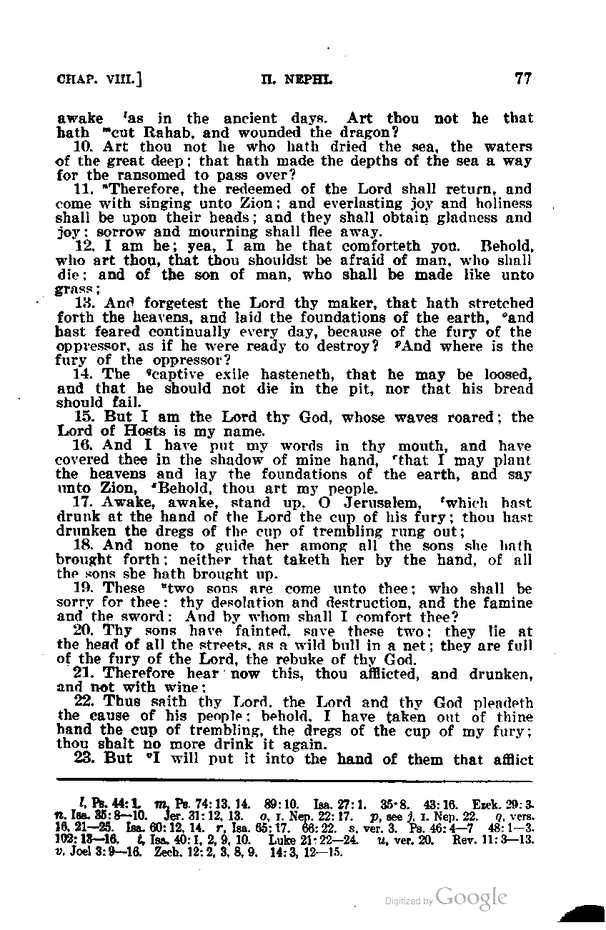 CHAP. VIII.] II. NEPHI. 77
awake ˡas in the ancient days. Art thou not he that
hath ᵐcut Rahab, and wounded the dragon?
10. Art thou not he who hath dried the sea, the waters
of the great deep; that hath made the depths of the sea a way
for the ransomed to pass over?
11. ⁿTherefore, the redeemed of the Lord shall return, and
come with singing unto Zion; and everlasting joy and holiness
shall be upon their heads; and they shall obtain gladness and
joy; sorrow and mourning shall flee away.
12. I am he; yea, I am he that comforteth you. Behold,
who art thou, that thou shouldst be afraid of man, who shall
die; and of the son of man, who shall be made like unto
grass;
13. And forgetest the Lord thy maker, that hath stretched
forth the heavens, and laid the foundations of the earth, ᵒand
hast feared continually every day, because of the fury of the
oppressor, as if he were ready to destroy? ᵖAnd where is the
fury of the oppressor?
14. The ᑫcaptive exile hasteneth, that he may be loosed,
and that he should not die in the pit, nor that his bread
should fail.
15. But I am the Lord thy God, whose waves roared; the
Lord of Hosts is my name.
16. And I have put my words in thy mouth, and have
covered thee in the shadow of mine hand, ʳthat I may plant
the heavens and lay the foundations of the earth, and say
unto Zion, ˢBehold, thou art my people.
17. Awake, awake, stand up, O Jerusalem, ᵗwhich hast
drunk at the hand of the Lord the cup of his fury; thou hast
drunken the dregs of the cup of trembling rung out;
18. And none to guide her among all the sons she hath
brought forth; neither that taketh her by the hand, of all
the sons she hath brought up.
19. These ᵘtwo sons are come unto thee; who shall be
sorry for thee: thy desolation and destruction, and the famine
and the sword: And by whom shall I comfort thee?
20. Thy sons have fainted, save these two; they lie at
the head of all the streets, as a wild bull in a net; they are full
of the fury of the Lord, the rebuke of thy God.
21. Therefore hear now this, thou afflicted, and drunken,
and not with wine:
22. Thus saith thy Lord, the Lord and thy God pleadeth
the cause of his people; behold, I have taken out of thine
hand the cup of trembling, the dregs of the cup of my fury;
thou shalt no more drink it again.
23. But ᵛI will put it into the hand of them that afflict
l, Ps. 44:1. m, Ps. 74:13, 14. 89:10. Isa. 27:1. 35:8. 43:16. Ezek. 29:3.
n, Isa. 35:8—10. Jer. 31:12, 13. o, I. Nep. 22:17. p, see j, I. Nep. 22. q, vers.
16, 21—25. Isa. 60:12, 14. r, Isa. 65:17. 66:22. s, ver. 3. Ps. 46:4—7 48:1—3.
102:13—16. t, Isa. 40:1, 2, 9, 10. Luke 21:22—24. u, ver. 20. Rev. 11:3—13.
v, Joel 3:9—16. Zech. 12:2, 3, 8, 9. 14:3, 12—15.
Digitized by Google